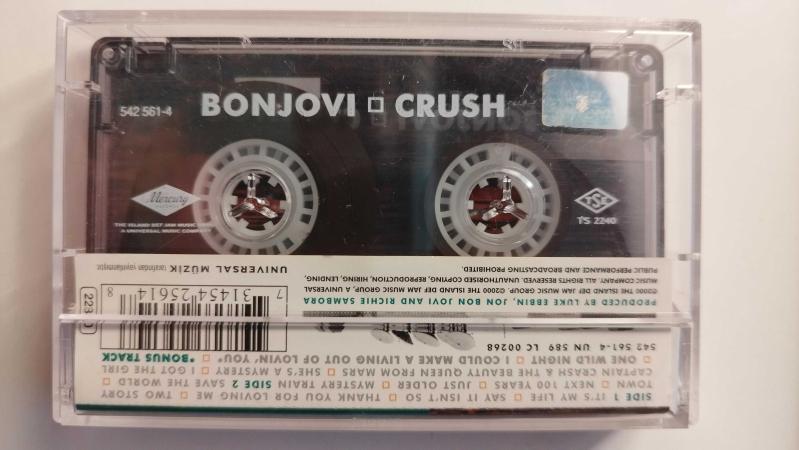 BONJOVI CRUSH
542 561-4
Mercury
THE ISLAND DEF JAM MUSIC
A UNIVERSAL MUSIC COMPANY
TSE
TS 2240
SIDE 1 IT'S MY LIFE SAY IT ISN'T SO THANK YOU FOR LOVING ME TWO STORY
TOWN NEXT 100 YEARS JUST OLDER MYSTERY TRAIN SIDE 2 SAVE THE WORLD
CAPTAIN CRASH & THE BEAUTY QUEEN FROM MARS SHE'S A MYSTERY I GOT THE GIRL
ONE WILD NIGHT I COULD MAKE A LIVING OUT OF LOVIN' YOU* *BONUS TRACK
542 561-4 UN 589 LC 00268
PRODUCED BY LUKE EBBIN, JON BON JOVI AND RICHIE SAMBORA
©2000 THE ISLAND DEF JAM MUSIC GROUP. ℗2000 THE ISLAND DEF JAM MUSIC GROUP, A UNIVERSAL
MUSIC COMPANY. ALL RIGHTS RESERVED. UNAUTHORISED COPYING, REPRODUCTION, HIRING, LENDING,
PUBLIC PERFORMANCE AND BROADCASTING PROHIBITED.
UNIVERSAL MÜZİK tarafından yayınlanmıştır.
7 31454 25614 8